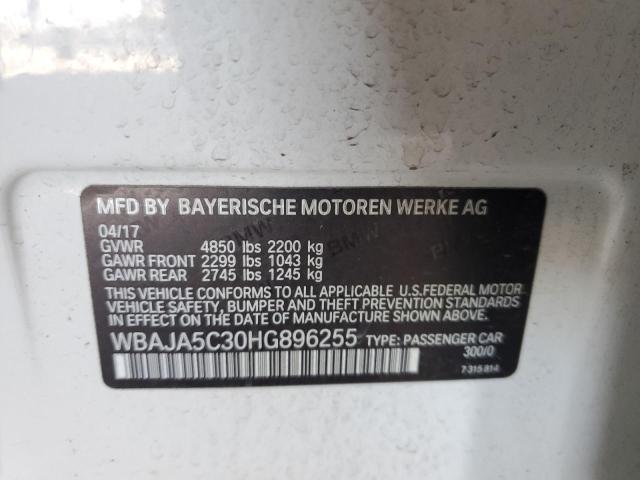 MFD BY BAYERISCHE MOTOREN WERKE AG
04/17
GVWR 4850 lbs 2200 kg
GAWR FRONT 2299 lbs 1043 kg
GAWR REAR 2745 lbs 1245 kg
THIS VEHICLE CONFORMS TO ALL APPLICABLE U.S.FEDERAL MOTOR
VEHICLE SAFETY, BUMPER AND THEFT PREVENTION STANDARDS
IN EFFECT ON THE DATE OF MANUFACTURE SHOWN ABOVE.
WBAJA5C30HG896255 TYPE: PASSENGER CAR
300/0
7 315 814
BMW
BMW